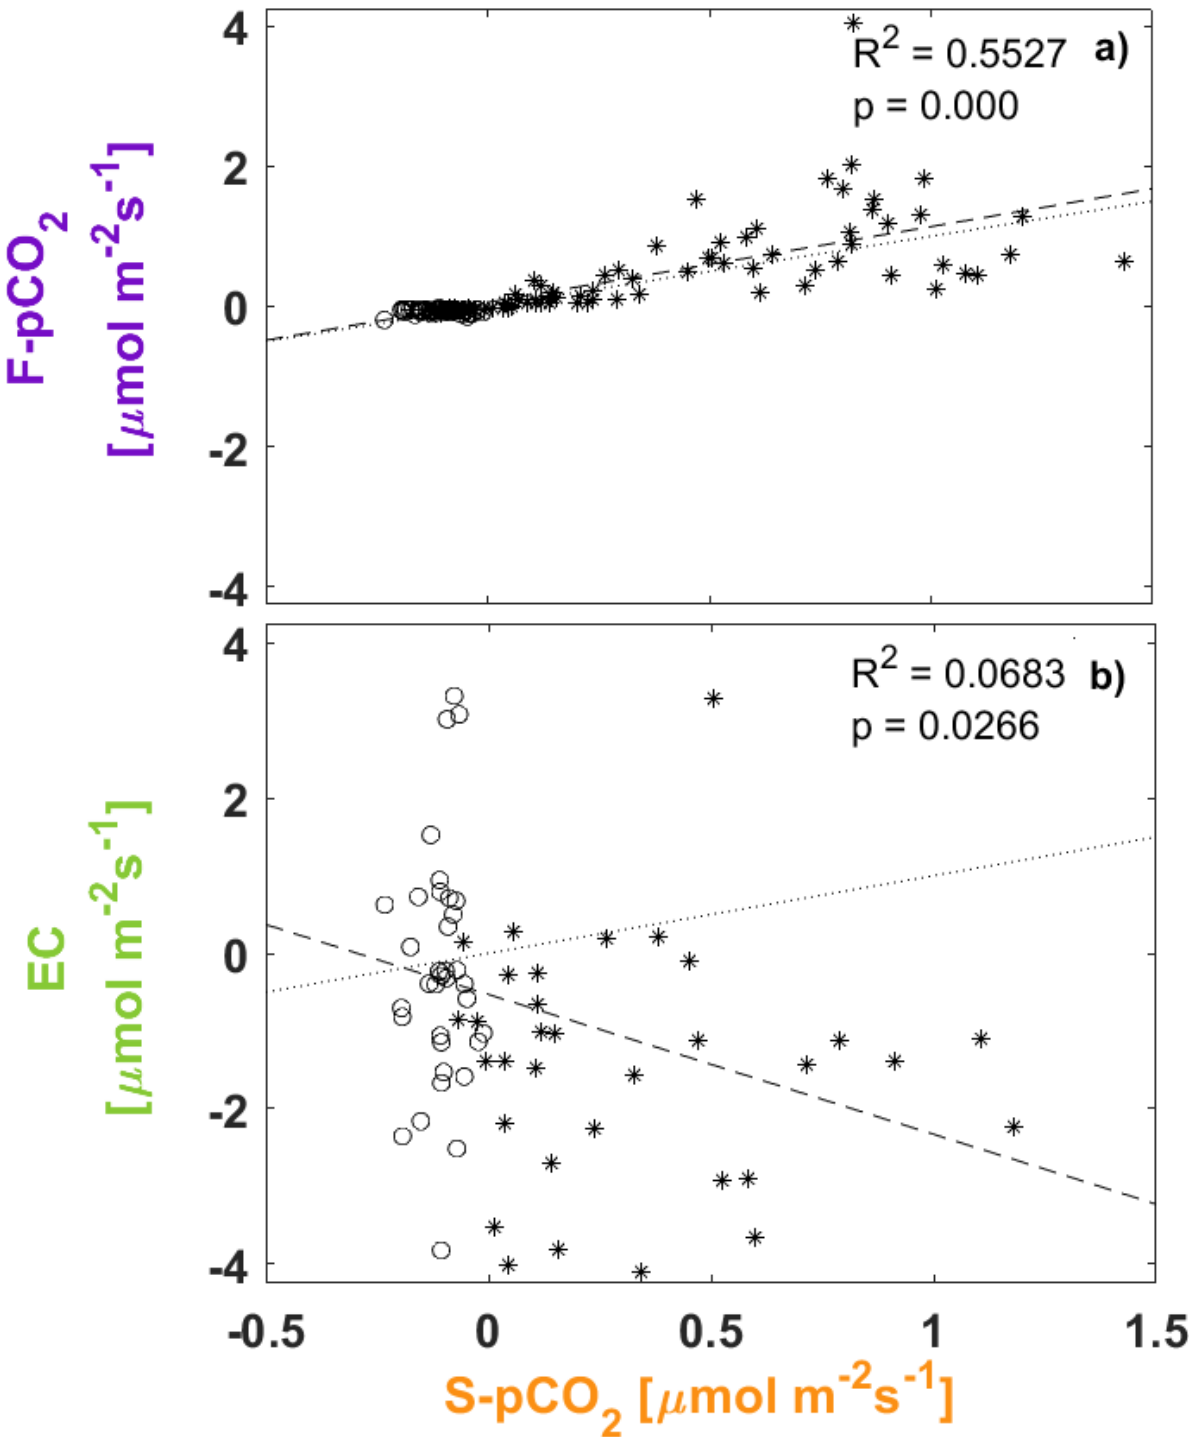 4
2
0
-2
-4
F-pCO₂
[μmol m⁻²s⁻¹]
R² = 0.5527 a)
p = 0.000
4
2
0
-2
-4
EC
[μmol m⁻²s⁻¹]
R² = 0.0683 b)
p = 0.0266
-0.5 0 0.5 1 1.5
S-pCO₂ [μmol m⁻²s⁻¹]